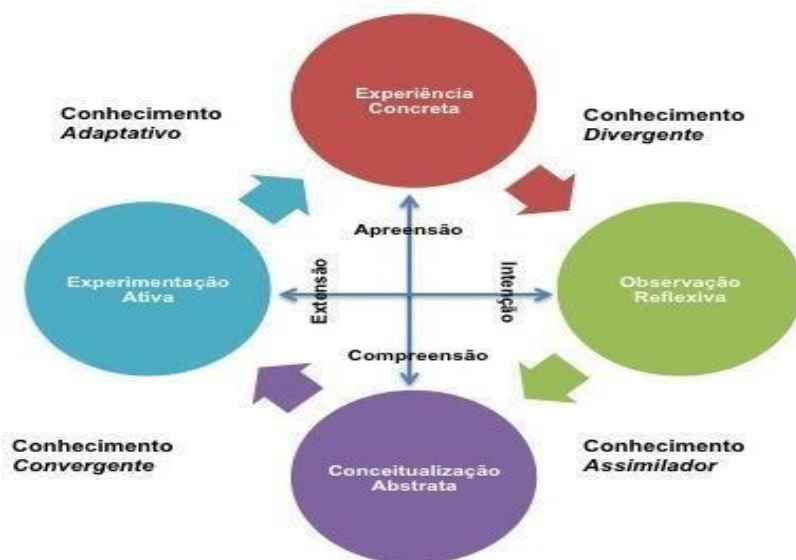 Experiência
Concreta
Conhecimento
Adaptativo
Conhecimento
Divergente
Apreensão
Experimentação
Ativa
Extensão
Intenção
Observação
Reflexiva
Compreensão
Conhecimento
Convergente
Conceitualização
Abstrata
Conhecimento
Assimilador